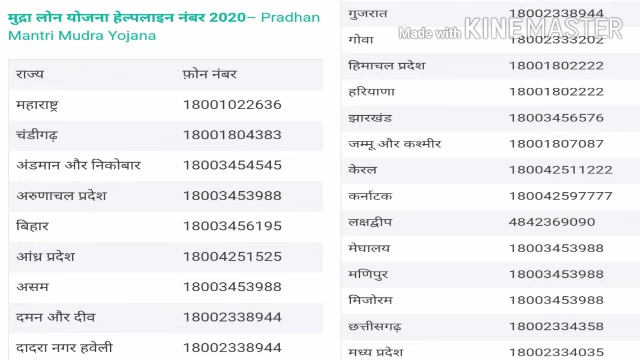 मुद्रा लोन योजना हेल्पलाइन नंबर 2020– Pradhan
Mantri Mudra Yojana
राज्य फ़ोन नंबर
महाराष्ट्र 18001022636
चंडीगढ़ 18001804383
अंडमान और निकोबार 18003454545
अरुणाचल प्रदेश 18003453988
बिहार 18003456195
आंध्र प्रदेश 18004251525
असम 18003453988
दमन और दीव 18002338944
दादरा नगर हवेली 18002338944
गुजरात 18002338944
Made with KINEMASTER
गोवा 18002333202
हिमाचल प्रदेश 18001802222
हरियाणा 18001802222
झारखंड 18003456576
जम्मू और कश्मीर 18001807087
केरल 180042511222
कर्नाटक 180042597777
लक्षद्वीप 4842369090
मेघालय 18003453988
मणिपुर 18003453988
मिजोरम 18003453988
छत्तीसगढ़ 18002334358
मध्य प्रदेश 18002334035